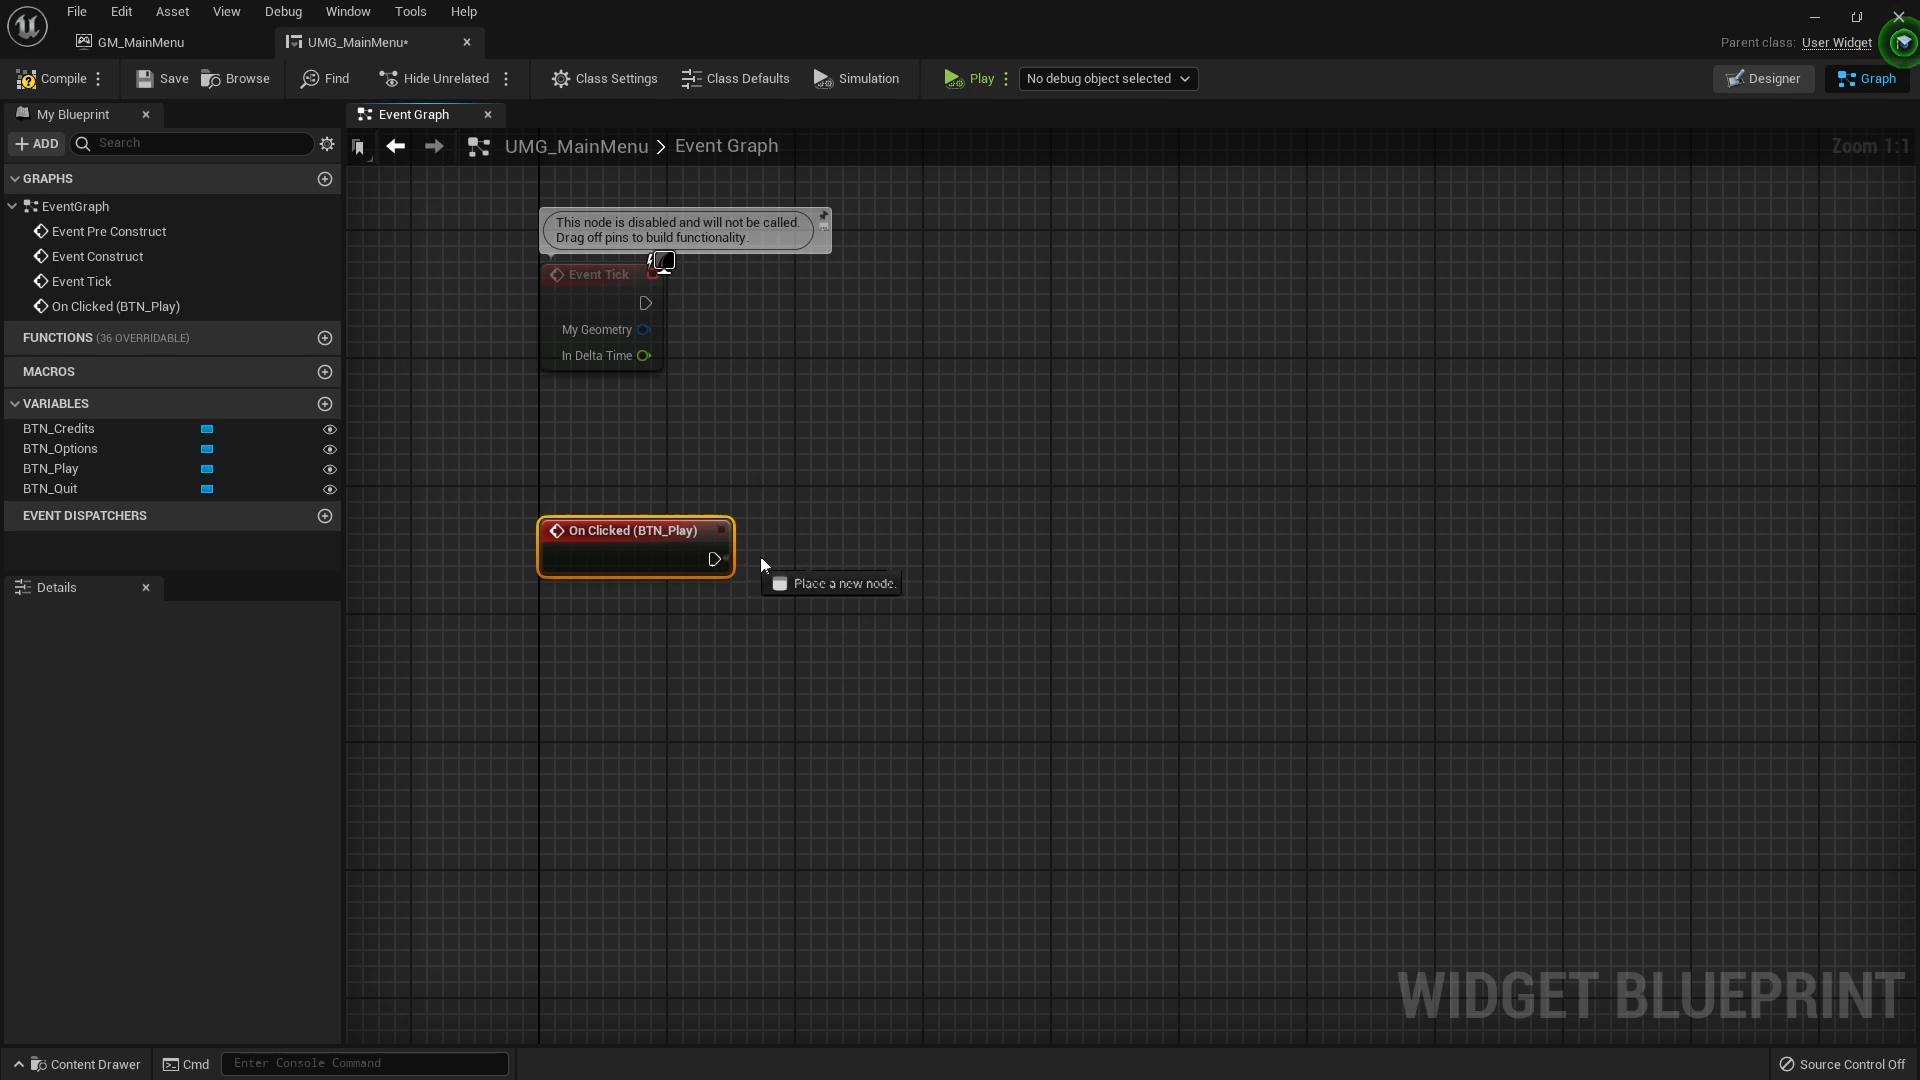 File Edit Asset View Debug Window Tools Help
GM_MainMenu
UMG_MainMenu*
Parent class: User Widget
Compile
Save
Browse
Find
Hide Unrelated
Class Settings
Class Defaults
Simulation
Play
No debug object selected
Designer
Graph
My Blueprint
Event Graph
ADD
Search
UMG_MainMenu > Event Graph
Zoom 1:1
GRAPHS
EventGraph
Event Pre Construct
Event Construct
Event Tick
On Clicked (BTN_Play)
FUNCTIONS (36 OVERRIDABLE)
MACROS
VARIABLES
BTN_Credits
BTN_Options
BTN_Play
BTN_Quit
EVENT DISPATCHERS
Details
This node is disabled and will not be called.
Drag off pins to build functionality.
Event Tick
My Geometry
In Delta Time
On Clicked (BTN_Play)
Place a new node.
WIDGET BLUEPRINT
Content Drawer
Cmd
Enter Console Command
Source Control Off